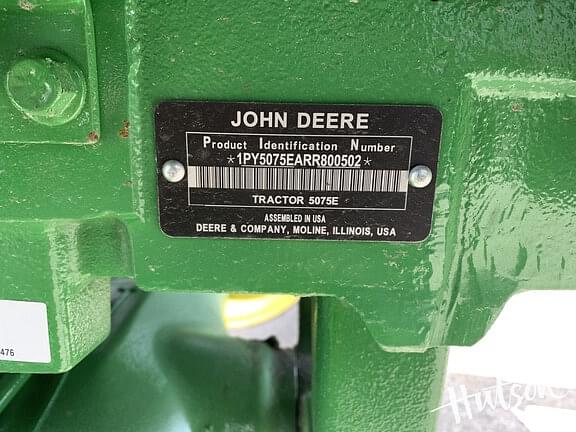 JOHN DEERE
Product Identification Number
*1PY5075EARR800502*
TRACTOR 5075E
ASSEMBLED IN USA
DEERE & COMPANY, MOLINE, ILLINOIS, USA
476
Hutson